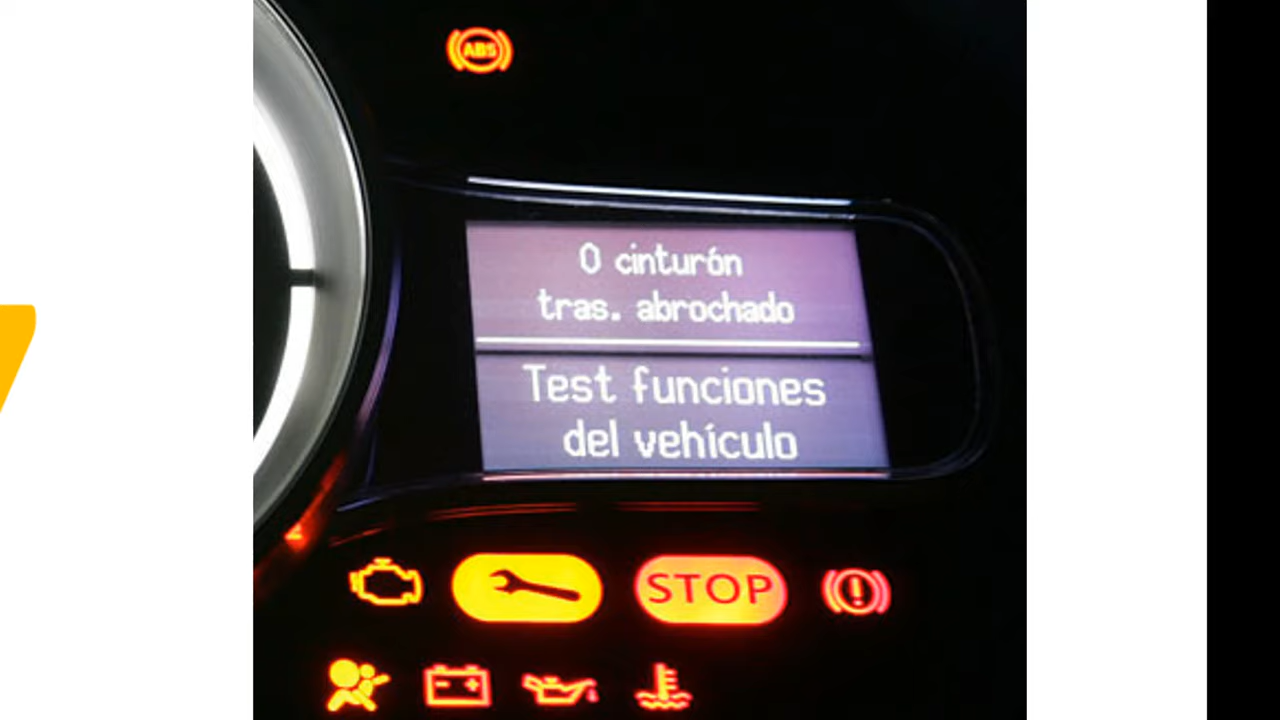 ABS
0 cinturón
tras. abrochado
Test funciones
del vehículo
STOP